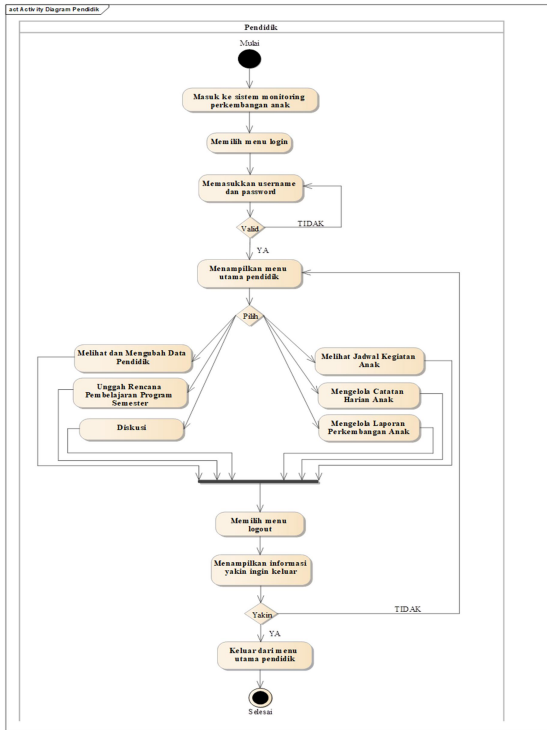 act Activity Diagram Pendidik
Pendidik
Mulai
Masuk ke sistem monitoring
perkembangan anak
Memilih menu login
Memasukkan username
dan password
Valid
TIDAK
YA
Menampilkan menu
utama pendidik
Pilih
Melihat dan Mengubah Data
Pendidik
Unggah Rencana
Pembelajaran Program
Semester
Diskusi
Melihat Jadwal Kegiatan
Anak
Mengelola Catatan
Harian Anak
Mengelola Laporan
Perkembangan Anak
Memilih menu
logout
Menampilkan informasi
yakin ingin keluar
Yakin
TIDAK
YA
Keluar dari menu
utama pendidik
Selesai